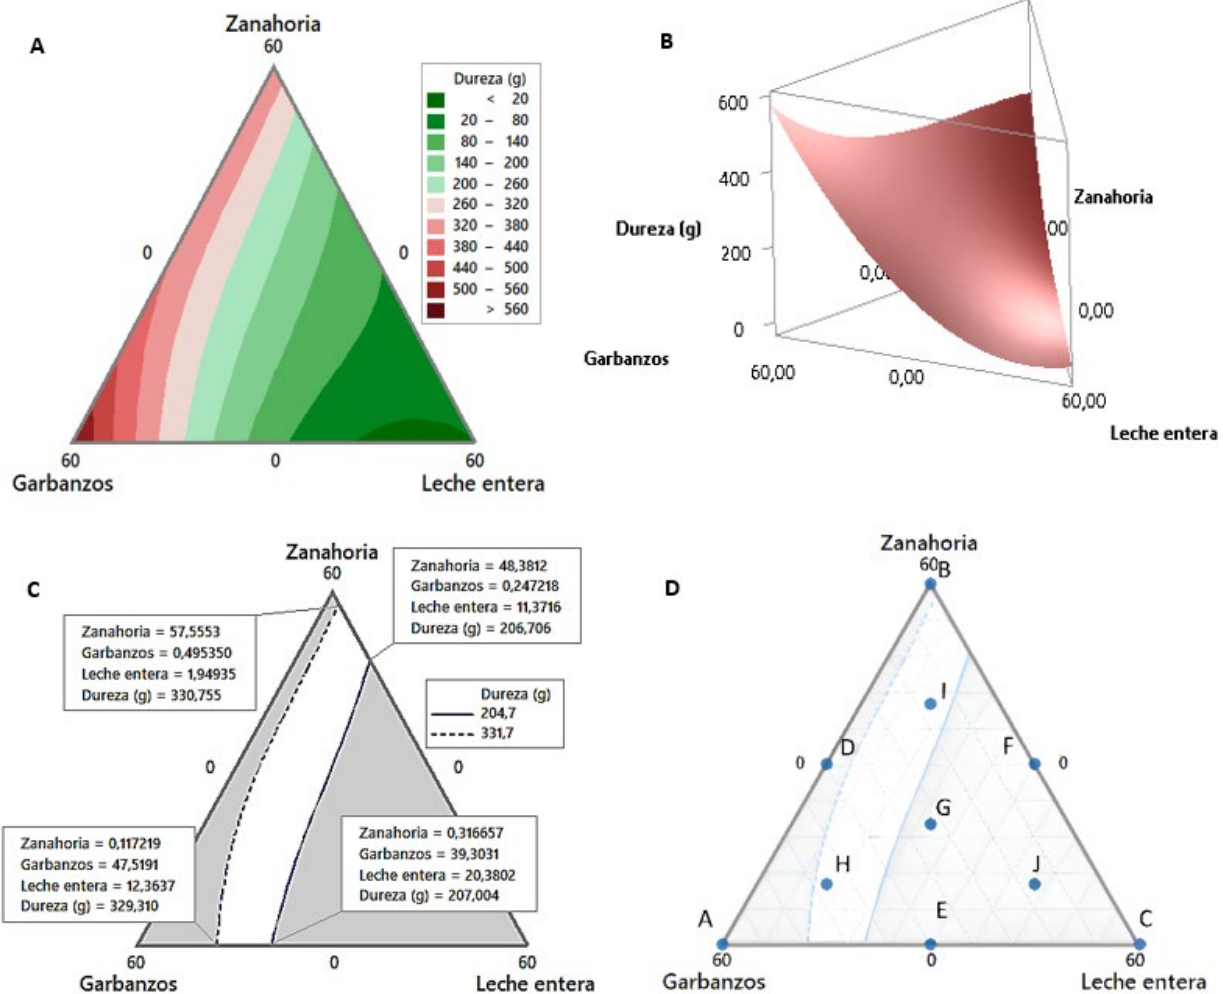 A
Zanahoria
60
Dureza (g)
< 20
20 – 80
80 – 140
140 – 200
200 – 260
260 – 320
320 – 380
380 – 440
440 – 500
500 – 560
> 560
0
0
60
0
60
Garbanzos
Leche entera
B
600
400
200
0
Dureza (g)
Zanahoria
00
0,0
0,00
Garbanzos
60,00
0,00
60,00
Leche entera
C
Zanahoria
60
Zanahoria = 48,3812
Garbanzos = 0,247218
Leche entera = 11,3716
Dureza (g) = 206,706
Zanahoria = 57,5553
Garbanzos = 0,495350
Leche entera = 1,94935
Dureza (g) = 330,755
Dureza (g)
204,7
331,7
0
0
Zanahoria = 0,117219
Garbanzos = 47,5191
Leche entera = 12,3637
Dureza (g) = 329,310
Zanahoria = 0,316657
Garbanzos = 39,3031
Leche entera = 20,3802
Dureza (g) = 207,004
60
0
60
Garbanzos
Leche entera
D
Zanahoria
60
B
I
D
F
0
0
G
H
J
E
A
C
60
0
60
Garbanzos
Leche entera